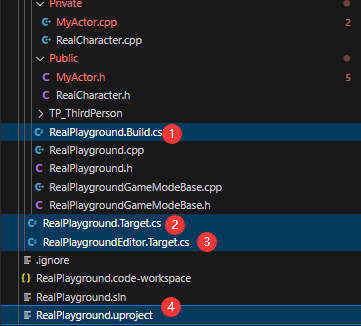 Private
MyActor.cpp 2
RealCharacter.cpp
Public
MyActor.h 5
RealCharacter.h
TP_ThirdPerson
RealPlayground.Build.cs 1
RealPlayground.cpp
RealPlayground.h
RealPlaygroundGameModeBase.cpp
RealPlaygroundGameModeBase.h
RealPlayground.Target.cs 2
RealPlaygroundEditor.Target.cs 3
.ignore
RealPlayground.code-workspace
RealPlayground.sln 4
RealPlayground.uproject